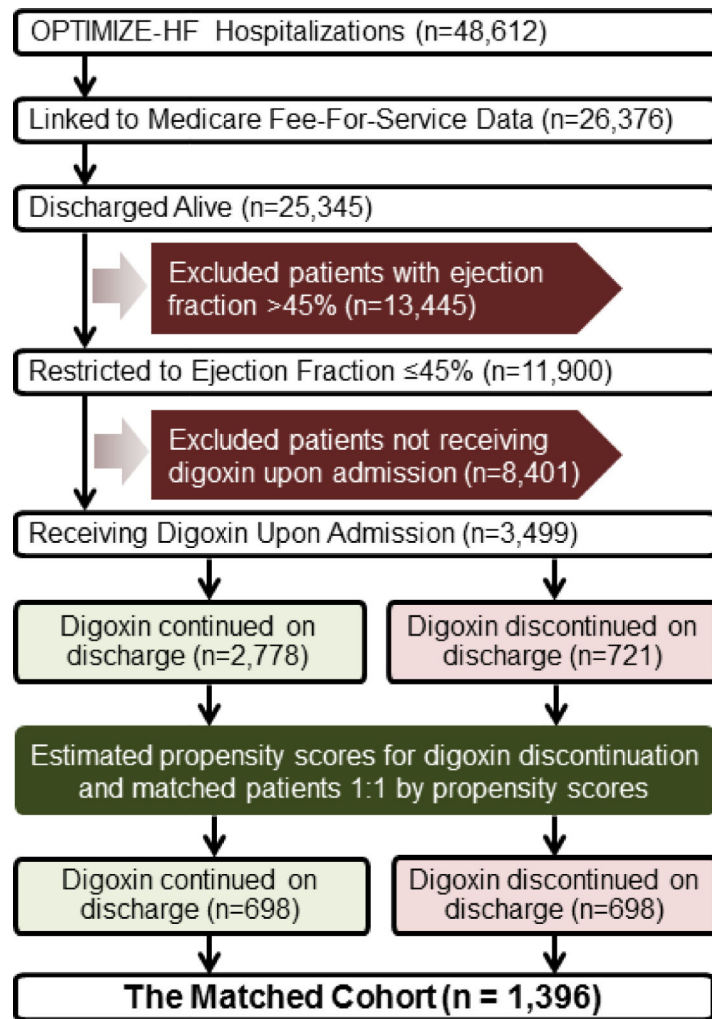 OPTIMIZE-HF Hospitalizations (n=48,612)
Linked to Medicare Fee-For-Service Data (n=26,376)
Discharged Alive (n=25,345)
Excluded patients with ejection
fraction >45% (n=13,445)
Restricted to Ejection Fraction ≤45% (n=11,900)
Excluded patients not receiving
digoxin upon admission (n=8,401)
Receiving Digoxin Upon Admission (n=3,499)
Digoxin continued on
discharge (n=2,778)
Digoxin discontinued on
discharge (n=721)
Estimated propensity scores for digoxin discontinuation
and matched patients 1:1 by propensity scores
Digoxin continued on
discharge (n=698)
Digoxin discontinued on
discharge (n=698)
The Matched Cohort (n = 1,396)